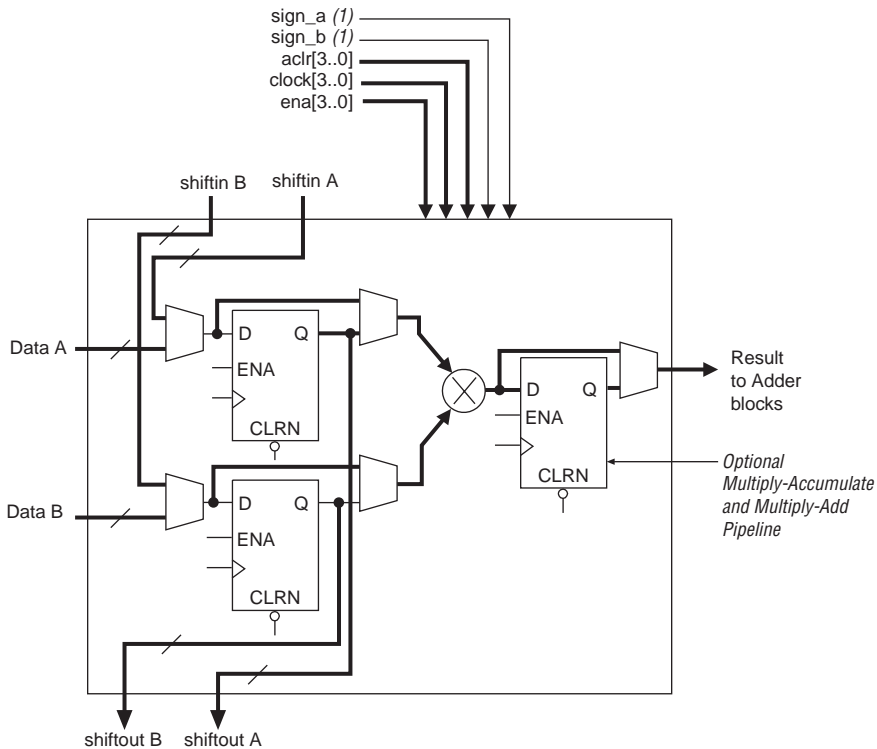 sign_a (1)
sign_b (1)
aclr[3..0]
clock[3..0]
ena[3..0]
shiftin B
shiftin A
Data A
D
Q
ENA
CLRN
D
Q
ENA
CLRN
Result
to Adder
blocks
Data B
D
Q
ENA
CLRN
Optional
Multiply-Accumulate
and Multiply-Add
Pipeline
shiftout B
shiftout A